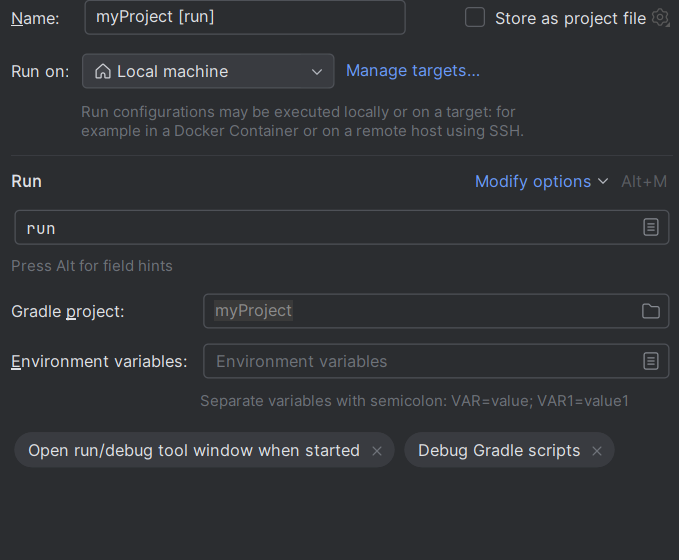 Name: myProject [run] Store as project file
Run on: Local machine Manage targets...
Run configurations may be executed locally or on a target: for
example in a Docker Container or on a remote host using SSH.
Run Modify options Alt+M
run
Press Alt for field hints
Gradle project: myProject
Environment variables: Environment variables
Separate variables with semicolon: VAR=value; VAR1=value1
Open run/debug tool window when started × Debug Gradle scripts ×